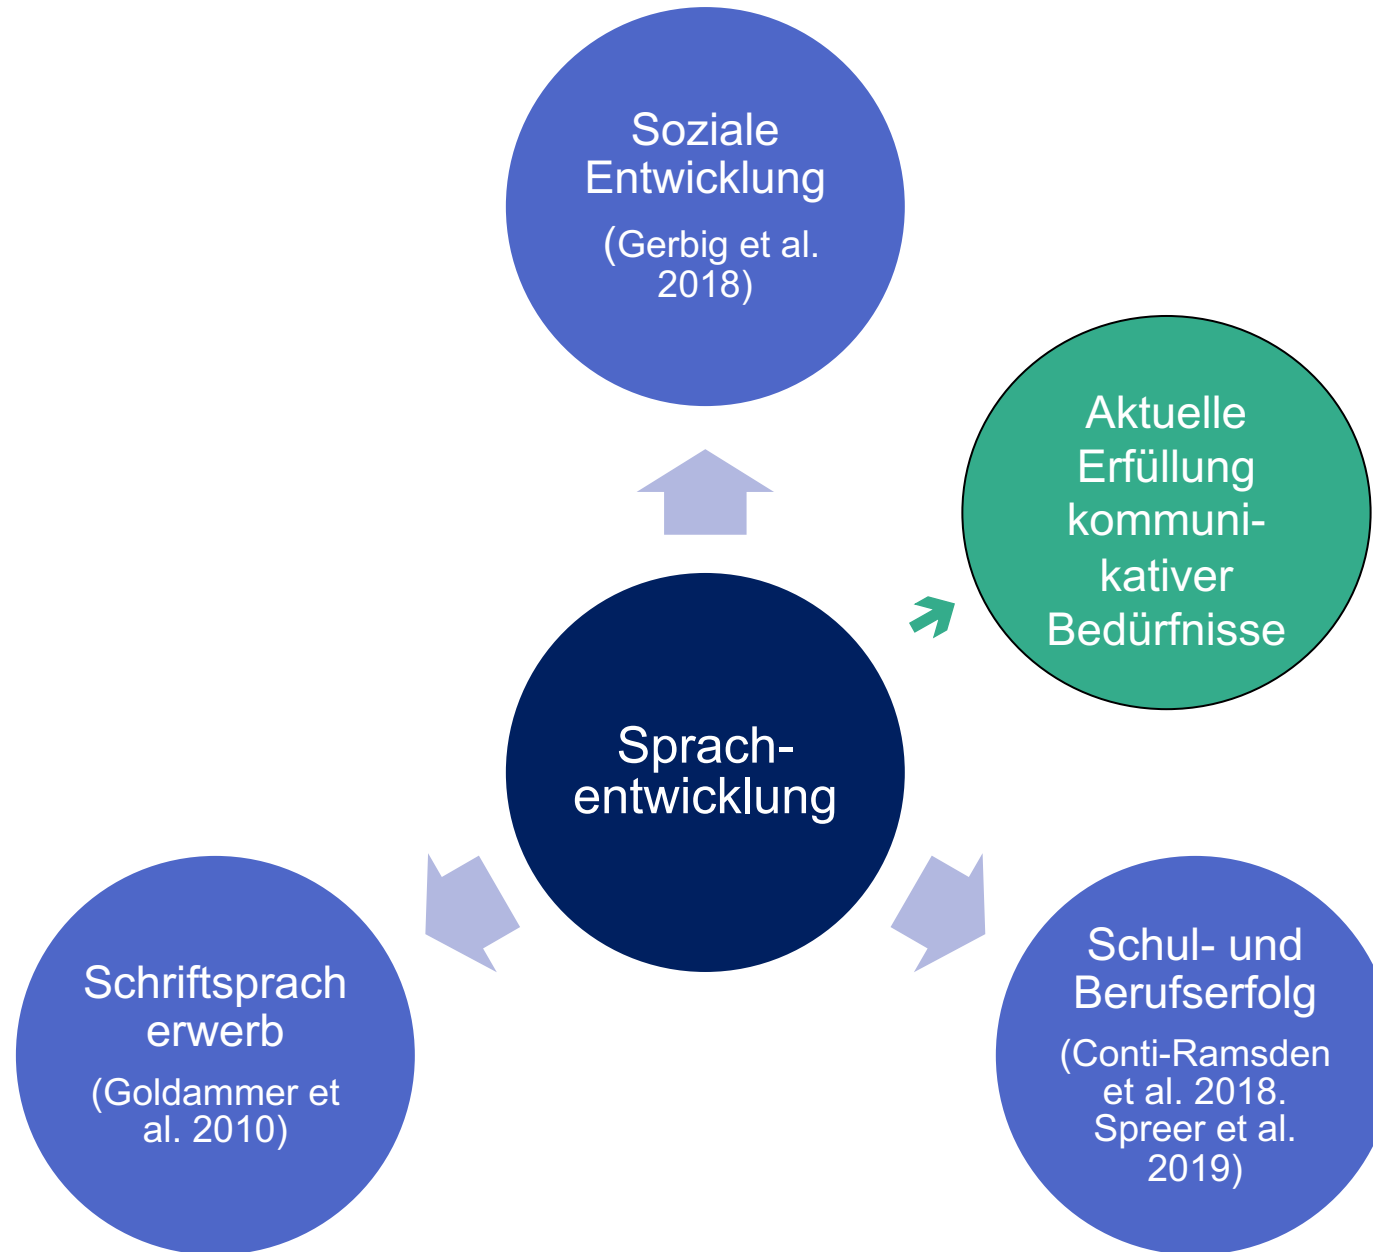 Soziale
Entwicklung
(Gerbig et al.
2018)
Aktuelle
Erfüllung
kommuni-
kativer
Bedürfnisse
Sprach-
entwicklung
Schriftsprach
erwerb
(Goldammer et
al. 2010)
Schul- und
Berufserfolg
(Conti-Ramsden
et al. 2018.
Spreer et al.
2019)